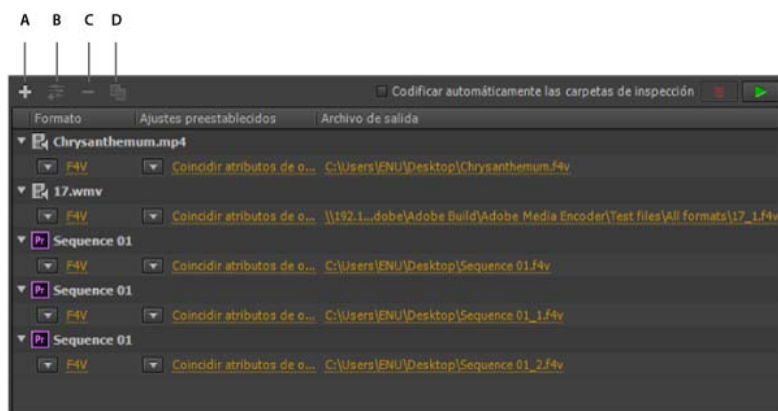 A B C D
Codificar automáticamente las carpetas de inspección
Formato Ajustes preestablecidos Archivo de salida
Chrysanthemum.mp4
F4V Coincidir atributos de o... C:\Users\ENU\Desktop\Chrysanthemum.f4v
17.wmv
F4V Coincidir atributos de o... \\192.1...dobe\Adobe Build\Adobe Media Encoder\Test files\All formats\17_1.f4v
Pr Sequence 01
F4V Coincidir atributos de o... C:\Users\ENU\Desktop\Sequence 01.f4v
Pr Sequence 01
F4V Coincidir atributos de o... C:\Users\ENU\Desktop\Sequence 01_1.f4v
Pr Sequence 01
F4V Coincidir atributos de o... C:\Users\ENU\Desktop\Sequence 01_2.f4v